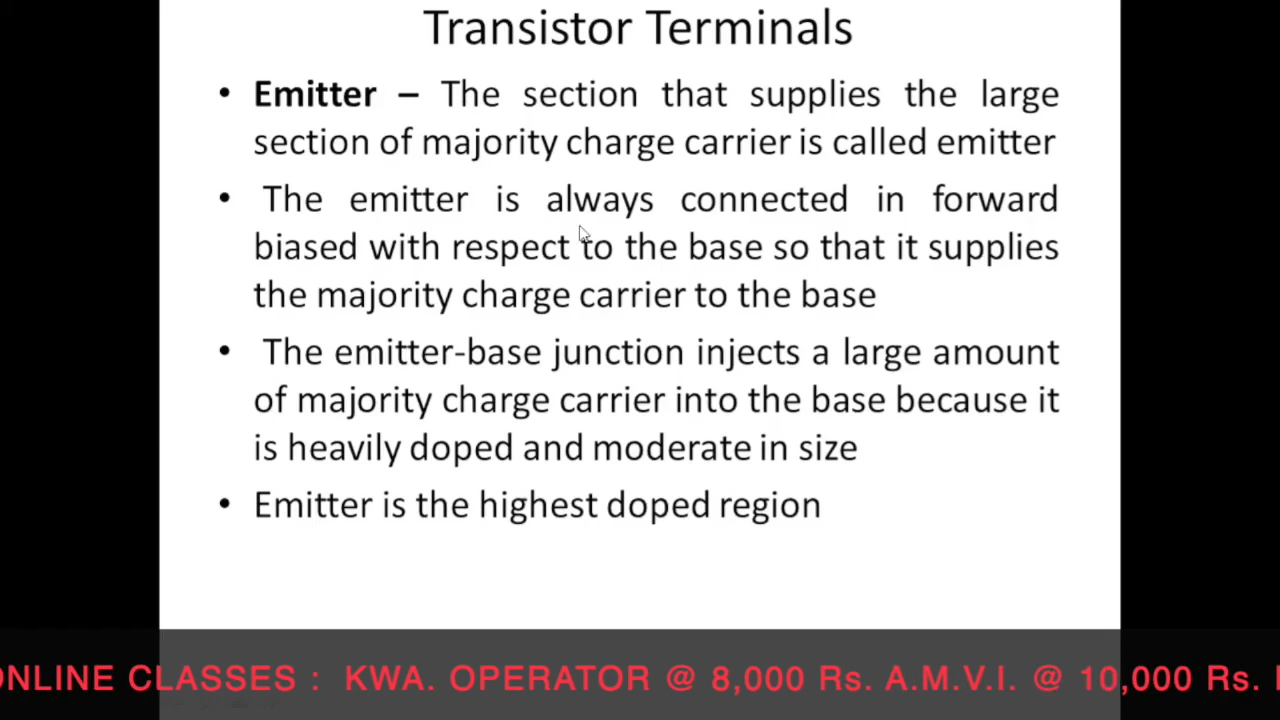 Transistor Terminals
• Emitter – The section that supplies the large
section of majority charge carrier is called emitter
• The emitter is always connected in forward
biased with respect to the base so that it supplies
the majority charge carrier to the base
• The emitter-base junction injects a large amount
of majority charge carrier into the base because it
is heavily doped and moderate in size
• Emitter is the highest doped region
ONLINE CLASSES : KWA. OPERATOR @ 8,000 Rs. A.M.V.I. @ 10,000 Rs.